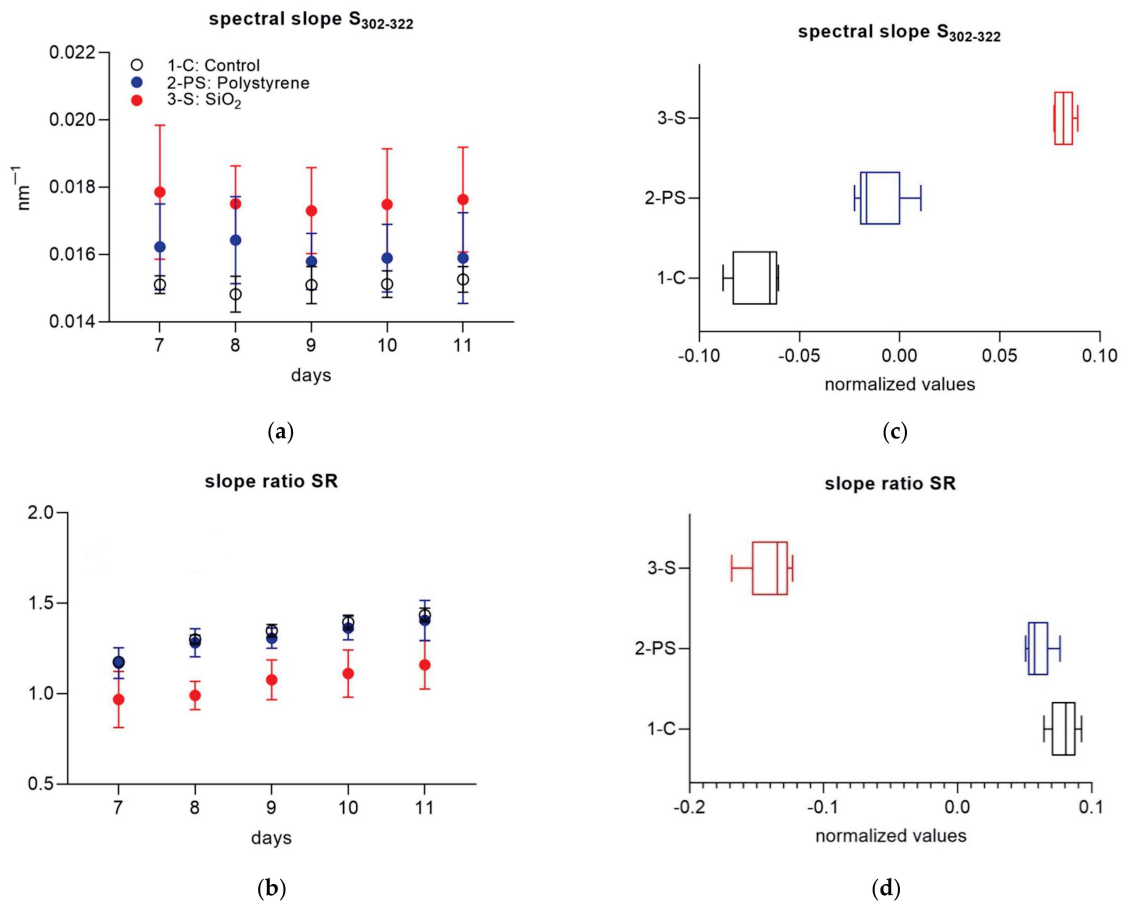 spectral slope S302-322
0.022
0.020
0.018
0.016
0.014
nm−1
1-C: Control
2-PS: Polystyrene
3-S: SiO2
7 8 9 10 11
days
(a)
spectral slope S302-322
3-S
2-PS
1-C
-0.10 -0.05 0.00 0.05 0.10
normalized values
(c)
slope ratio SR
2.0
1.5
1.0
0.5
7 8 9 10 11
days
(b)
slope ratio SR
3-S
2-PS
1-C
-0.2 -0.1 0.0 0.1
normalized values
(d)